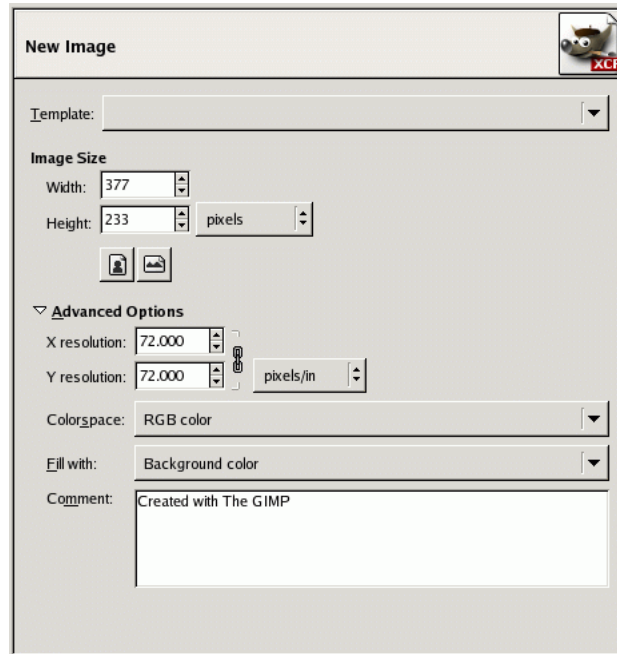 New Image
XCF
Template:
Image Size
Width: 377
Height: 233 pixels
Advanced Options
X resolution: 72.000
Y resolution: 72.000 pixels/in
Colorspace: RGB color
Fill with: Background color
Comment: Created with The GIMP